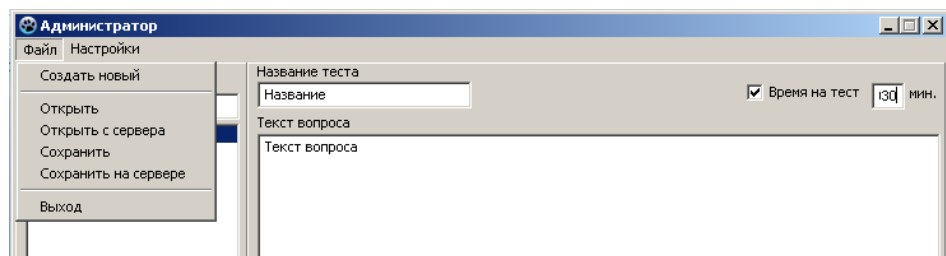 Администратор
Файл Настройки
Создать новый
Открыть
Открыть с сервера
Сохранить
Сохранить на сервере
Выход
Название теста
Название
Время на тест 30 мин.
Текст вопроса
Текст вопроса